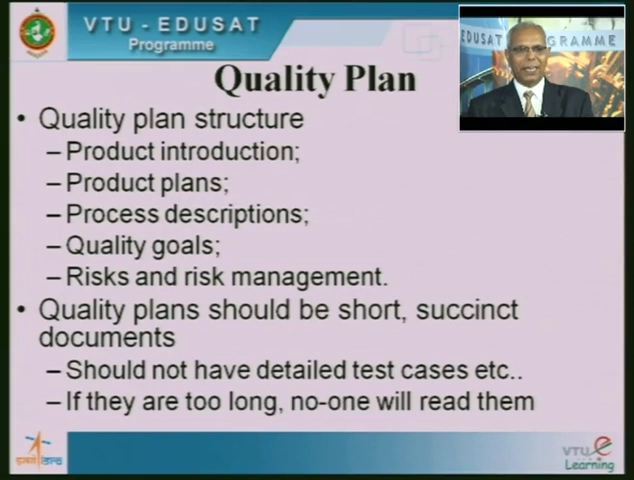 VTU - EDUSAT
Programme
EDUSAT PROGRAMME
Quality Plan
• Quality plan structure
– Product introduction;
– Product plans;
– Process descriptions;
– Quality goals;
– Risks and risk management.
• Quality plans should be short, succinct
documents
– Should not have detailed test cases etc..
– If they are too long, no-one will read them
VTU e
Learning